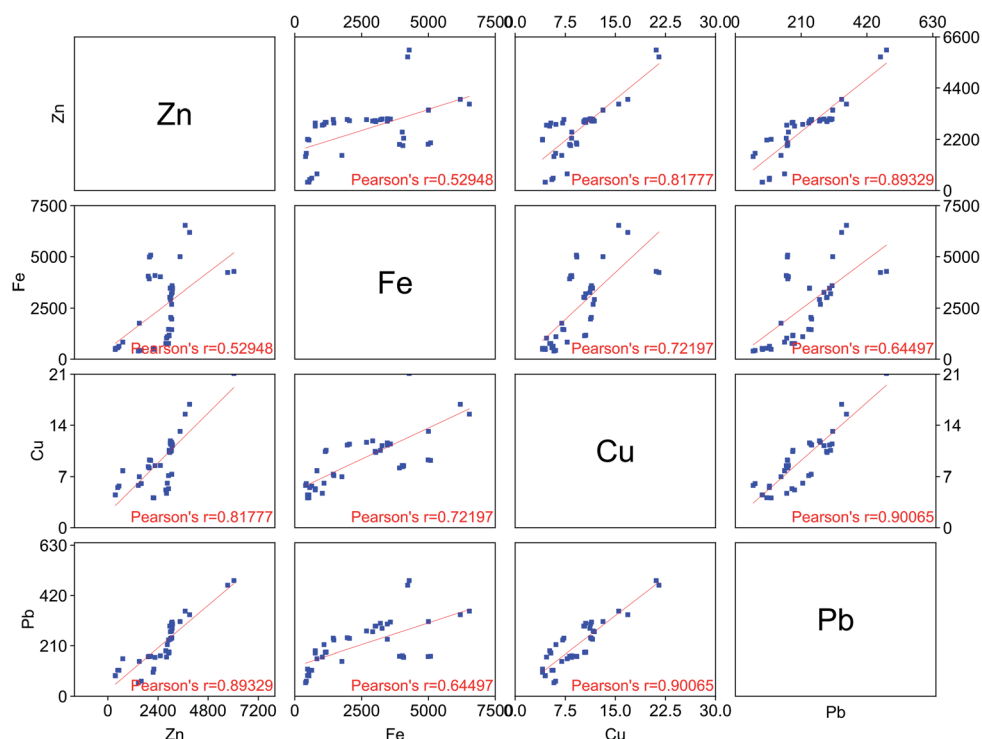 0 2500 5000 7500 0.0 7.5 15.0 22.5 30.00 210 420 630
Zn
Zn
Pearson's r=0.52948
Pearson's r=0.81777
Pearson's r=0.89329
6600
4400
2200
0
7500
5000
2500
0
Fe
Pearson's r=0.52948
Fe
Pearson's r=0.72197
Pearson's r=0.64497
7500
5000
2500
0
21
14
7
0
Cu
Pearson's r=0.81777
Pearson's r=0.72197
Cu
Pearson's r=0.90065
21
14
7
0
630
420
210
0
Pb
Pearson's r=0.89329
Pearson's r=0.64497
Pearson's r=0.90065
Pb
0 2400 4800 7200 0 2500 5000 7500 0.0 7.5 15.0 22.5 30.0
Zn Fe Cu Pb